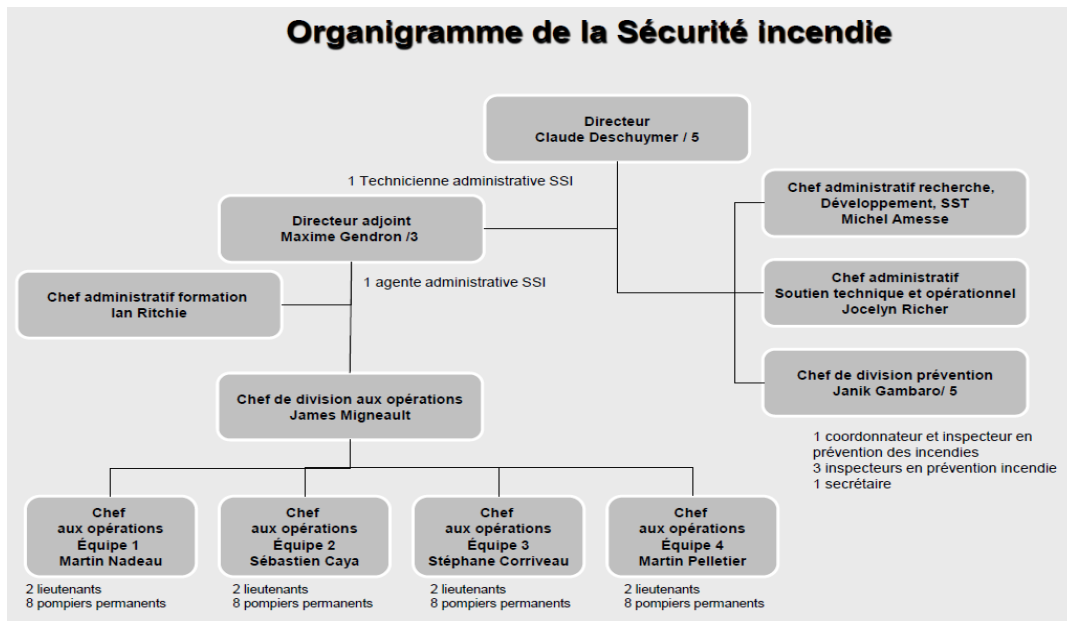 Organigramme de la Sécurité incendie
Directeur
Claude Deschuymer / 5
1 Technicienne administrative SSI
Directeur adjoint
Maxime Gendron /3
Chef administratif recherche,
Développement, SST
Michel Amesse
1 agente administrative SSI
Chef administratif formation
Ian Ritchie
Chef administratif
Soutien technique et opérationnel
Jocelyn Richer
Chef de division prévention
Janik Gambaro/ 5
1 coordonnateur et inspecteur en
prévention des incendies
3 inspecteurs en prévention incendie
1 secrétaire
Chef de division aux opérations
James Migneault
Chef
aux opérations
Équipe 1
Martin Nadeau
2 lieutenants
8 pompiers permanents
Chef
aux opérations
Équipe 2
Sébastien Caya
2 lieutenants
8 pompiers permanents
Chef
aux opérations
Équipe 3
Stéphane Corriveau
2 lieutenants
8 pompiers permanents
Chef
aux opérations
Équipe 4
Martin Pelletier
2 lieutenants
8 pompiers permanents